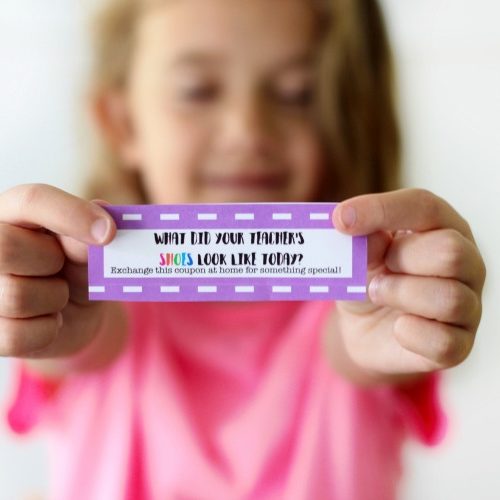 WHAT DID YOUR TEACHER'S
SHOES LOOK LIKE TODAY?
Exchange this coupon at home for something special!